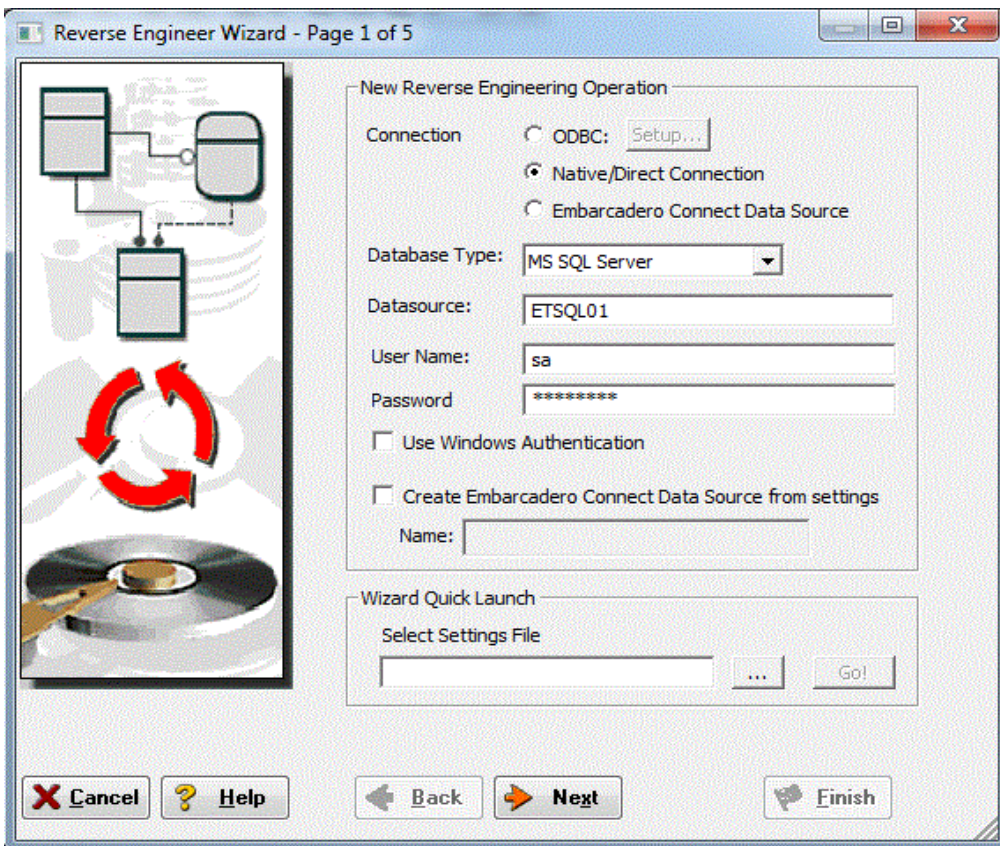 Reverse Engineer Wizard - Page 1 of 5
New Reverse Engineering Operation
Connection
ODBC: Setup...
Native/Direct Connection
Embarcadero Connect Data Source
Database Type: MS SQL Server
Datasource: ETSQL01
User Name: sa
Password ********
Use Windows Authentication
Create Embarcadero Connect Data Source from settings
Name:
Wizard Quick Launch
Select Settings File
... Go!
Cancel Help Back Next Finish